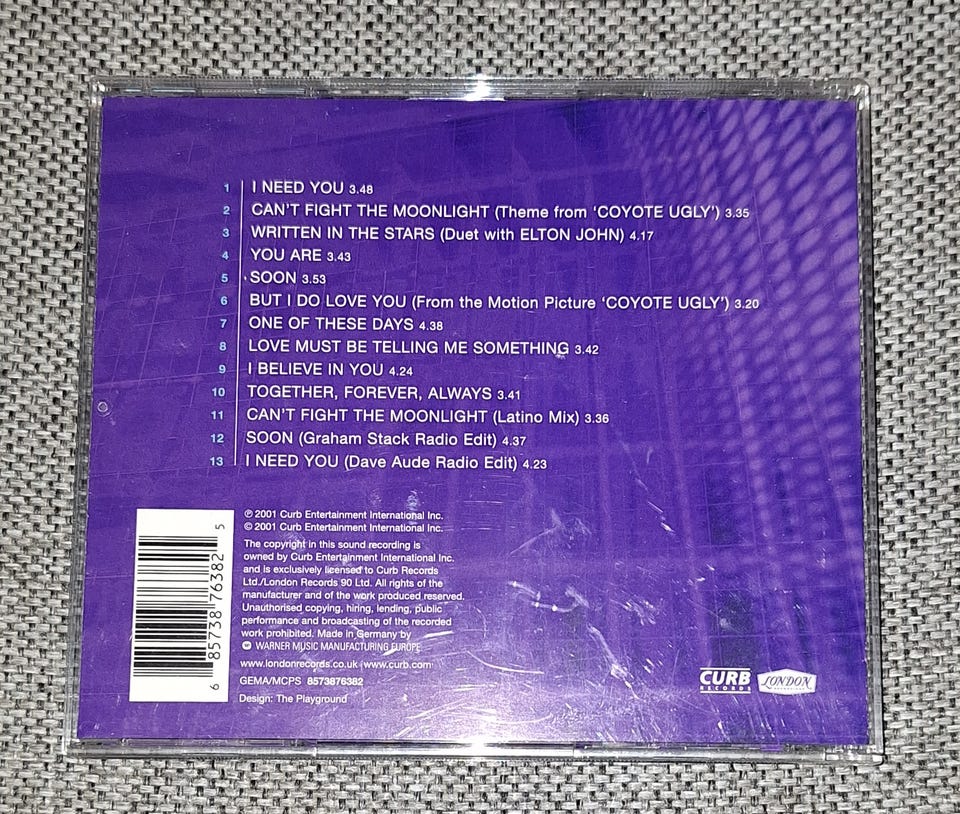 1 I NEED YOU 3.48
2 CAN'T FIGHT THE MOONLIGHT (Theme from 'COYOTE UGLY') 3.35
3 WRITTEN IN THE STARS (Duet with ELTON JOHN) 4.17
4 YOU ARE 3.43
5 SOON 3.53
6 BUT I DO LOVE YOU (From the Motion Picture 'COYOTE UGLY') 3.20
7 ONE OF THESE DAYS 4.38
8 LOVE MUST BE TELLING ME SOMETHING 3.42
9 I BELIEVE IN YOU 4.24
10 TOGETHER, FOREVER, ALWAYS 3.41
11 CAN'T FIGHT THE MOONLIGHT (Latino Mix) 3.36
12 SOON (Graham Stack Radio Edit) 4.37
13 I NEED YOU (Dave Aude Radio Edit) 4.23
℗ 2001 Curb Entertainment International Inc.
© 2001 Curb Entertainment International Inc.
The copyright in this sound recording is
owned by Curb Entertainment International Inc.
and is exclusively licensed to Curb Records
Ltd./London Records 90 Ltd. All rights of the
manufacturer and of the work produced reserved.
Unauthorised copying, hiring, lending, public
performance and broadcasting of the recorded
work prohibited. Made in Germany by
WARNER MUSIC MANUFACTURING EUROPE
www.londonrecords.co.uk www.curb.com
GEMA/MCPS 8573876382
Design: The Playground
6 85738 76382 5
CURB
RECORDS
LONDON